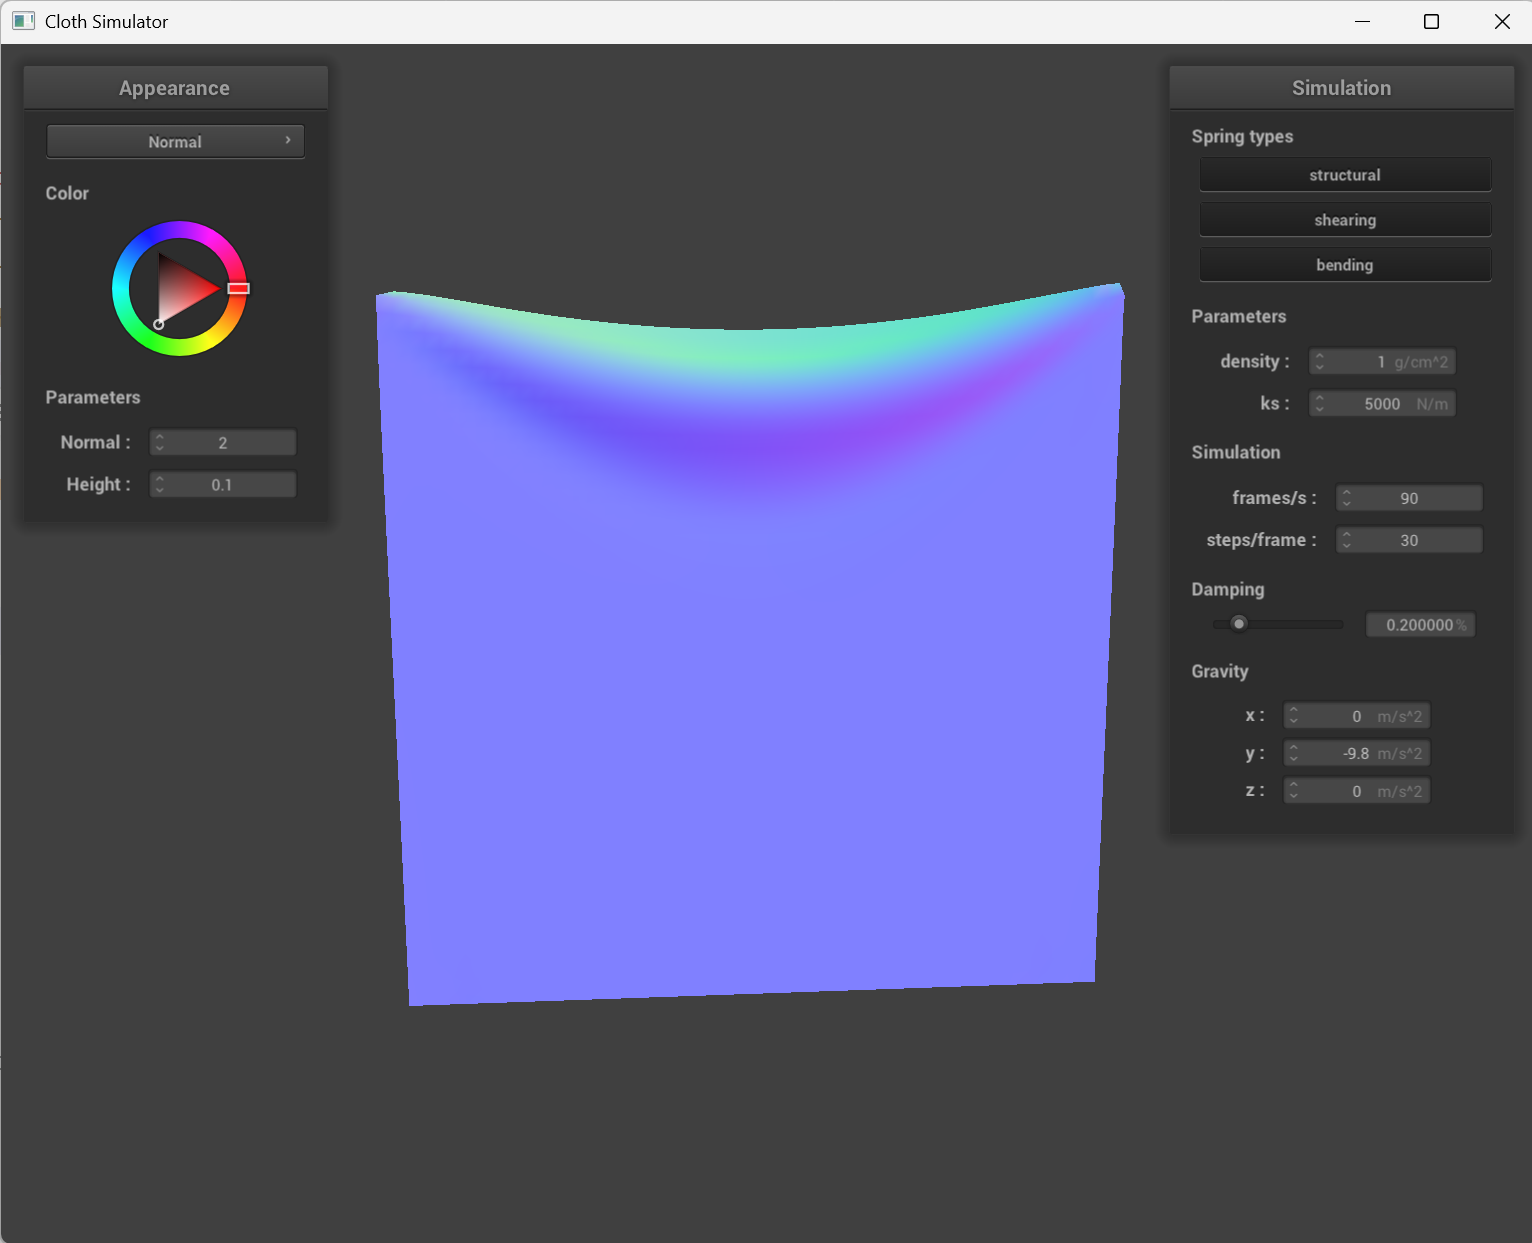 Cloth Simulator
Appearance
Normal
Color
Parameters
Normal : 2
Height : 0.1
Simulation
Spring types
structural
shearing
bending
Parameters
density : 1 g/cm^2
ks : 5000 N/m
Simulation
frames/s : 90
steps/frame : 30
Damping
0.200000 %
Gravity
x : 0 m/s^2
y : -9.8 m/s^2
z : 0 m/s^2